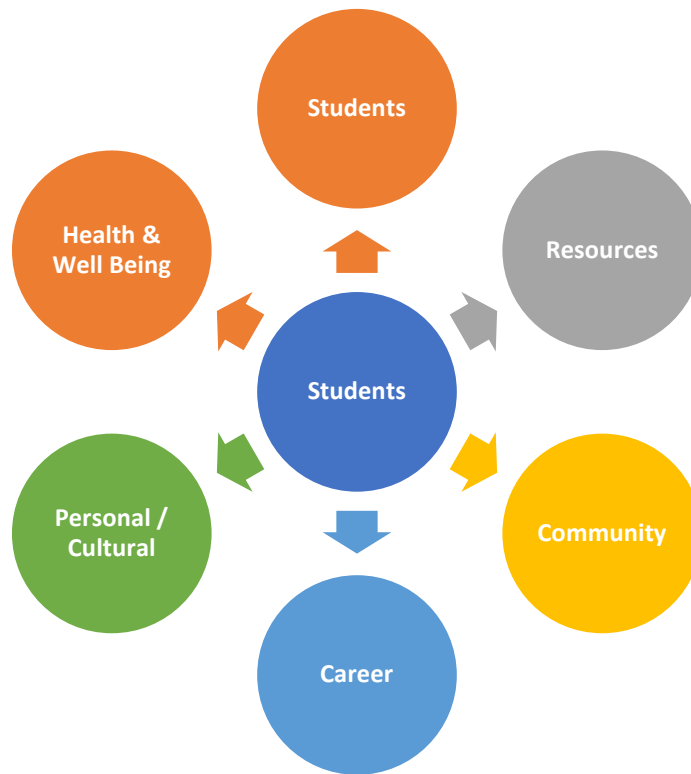 Students
Health &
Well Being
Resources
Students
Personal /
Cultural
Community
Career